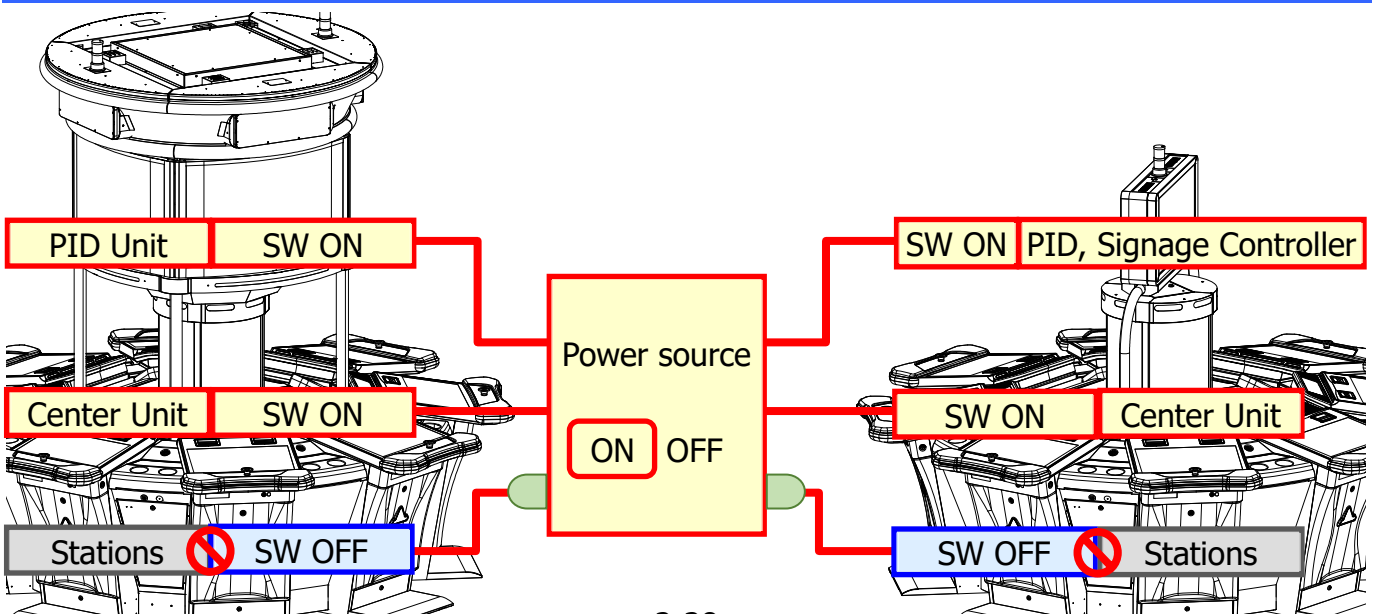 PID Unit SW ON
SW ON PID, Signage Controller
Power source
Center Unit SW ON
SW ON Center Unit
ON OFF
Stations SW OFF
SW OFF Stations